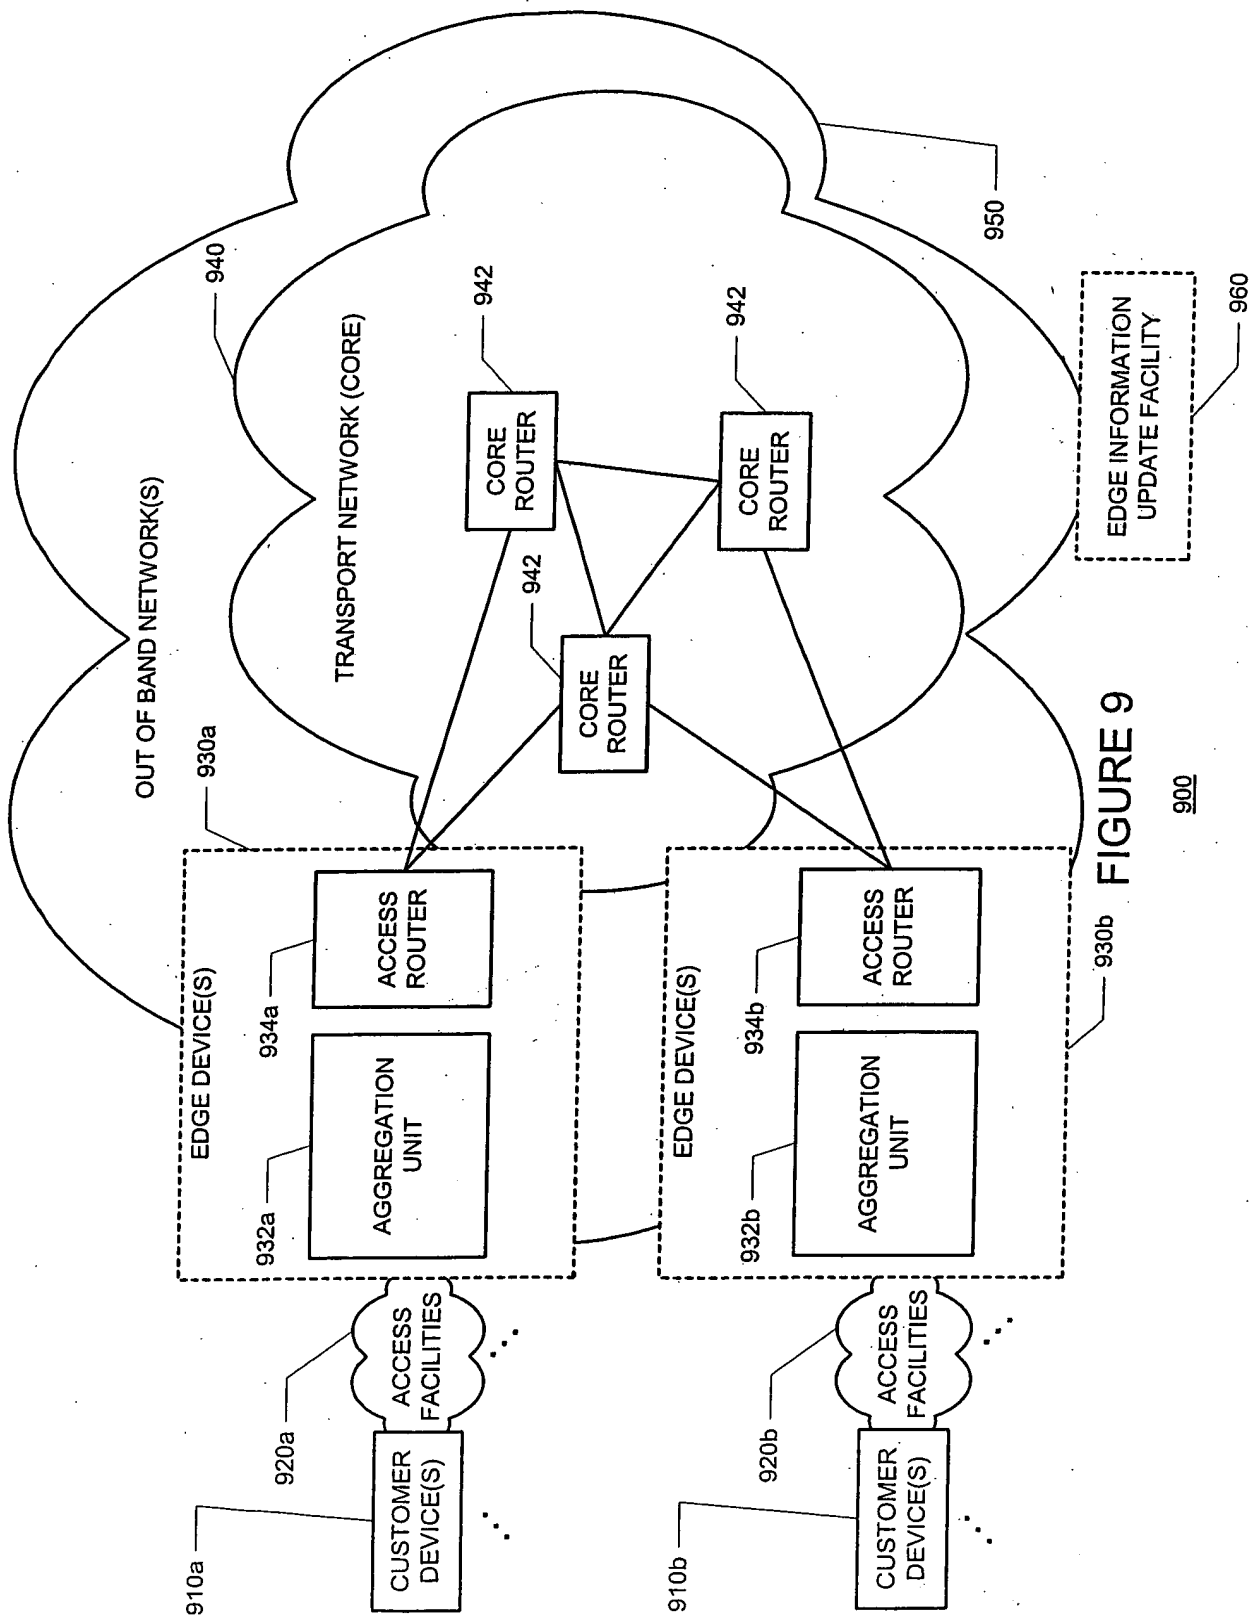 OUT OF BAND NETWORK(S)
940
TRANSPORT NETWORK (CORE)
930a
EDGE DEVICE(S)
910a
CUSTOMER
DEVICE(S)
920a
ACCESS
FACILITIES
932a
AGGREGATION
UNIT
934a
ACCESS
ROUTER
942
CORE
ROUTER
942
CORE
ROUTER
942
CORE
ROUTER
EDGE DEVICE(S)
910b
CUSTOMER
DEVICE(S)
920b
ACCESS
FACILITIES
932b
AGGREGATION
UNIT
934b
ACCESS
ROUTER
930b
950
EDGE INFORMATION
UPDATE FACILITY
960
FIGURE 9
900